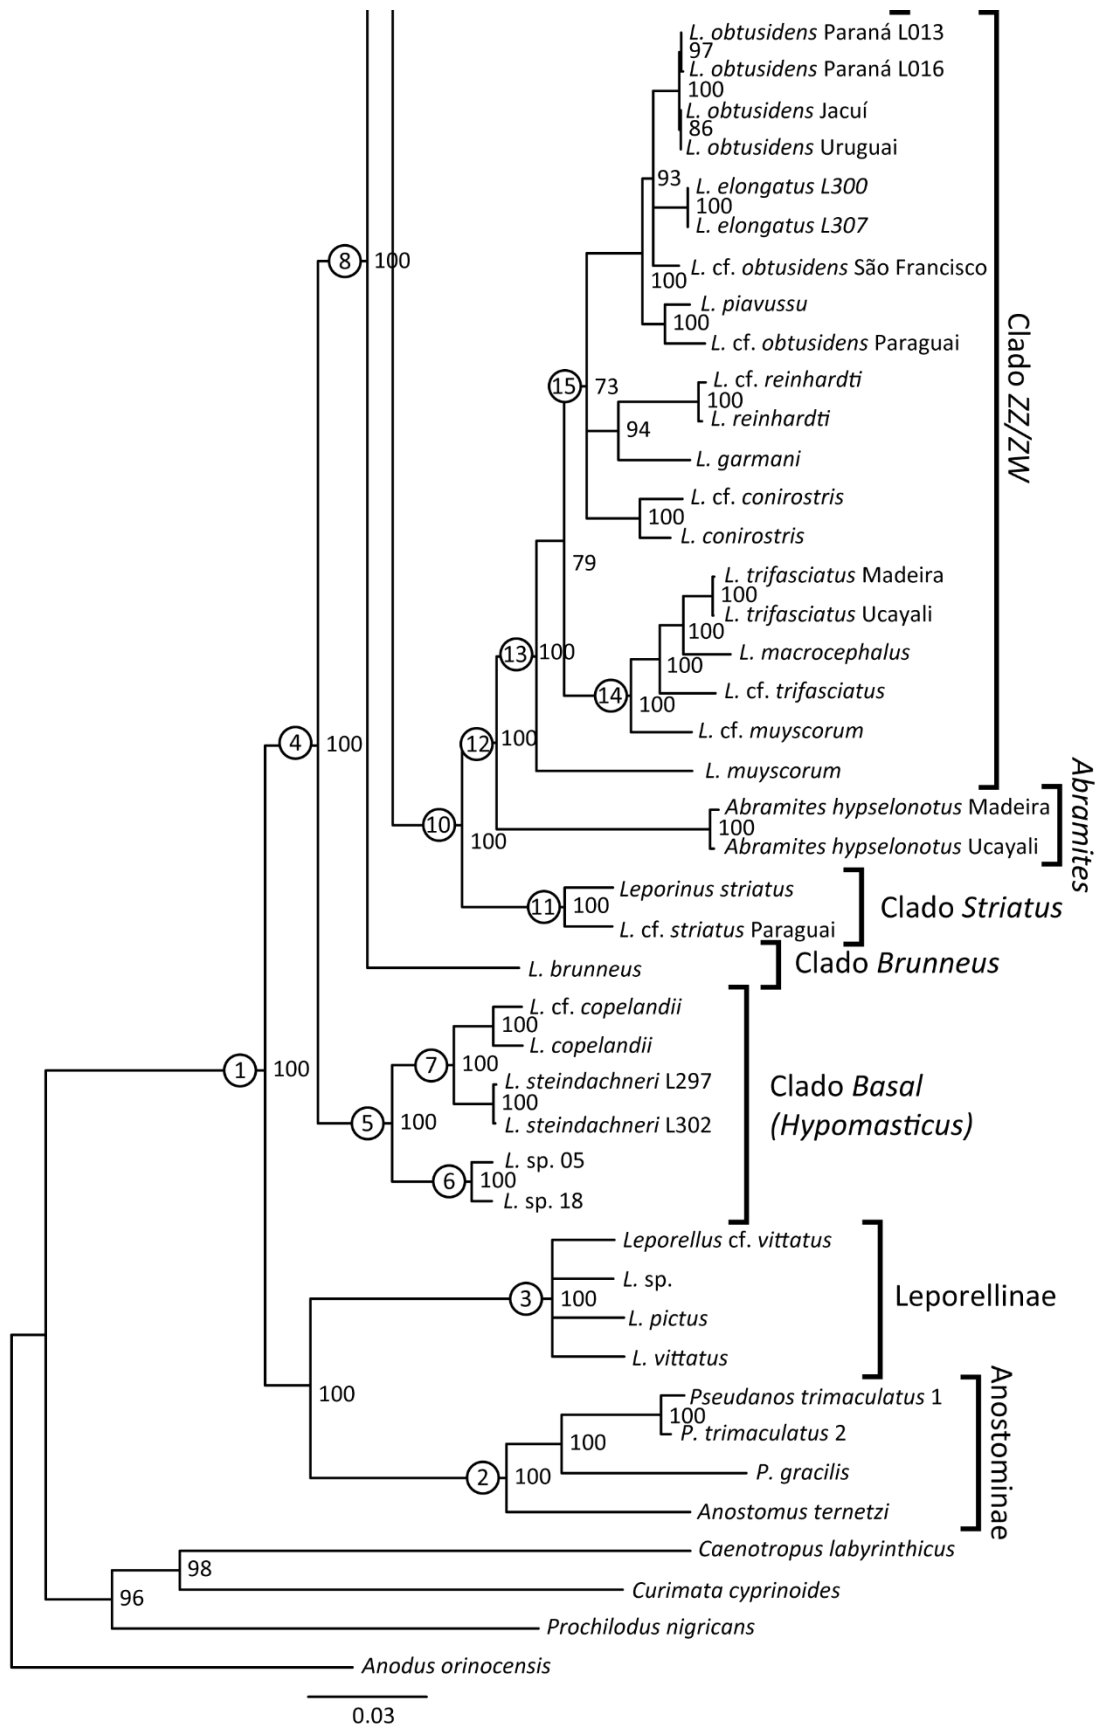 L. obtusidens Paraná L013
97
L. obtusidens Paraná L016
100
L. obtusidens Jacuí
86
L. obtusidens Uruguai
93
L. elongatus L300
100
L. elongatus L307
L. cf. obtusidens São Francisco
100
L. piavussu
100
L. cf. obtusidens Paraguai
8
100
Clado ZZ/ZW
L. cf. reinhardti
15
73
100
L. reinhardti
94
L. garmani
L. cf. conirostris
100
L. conirostris
79
L. trifasciatus Madeira
100
L. trifasciatus Ucayali
100
L. macrocephalus
13
100
100
L. cf. trifasciatus
14
100
L. cf. muyscorum
12
100
4
100
L. muyscorum
Abramites hypselonotus Madeira
100
Abramites hypselonotus Ucayali
Abramites
10
100
Leporinus striatus
11
100
L. cf. striatus Paraguai
Clado Striatus
L. brunneus
Clado Brunneus
L. cf. copelandii
100
L. copelandii
7
100
1
100
L. steindachneri L297
100
L. steindachneri L302
5
100
Clado Basal
(Hypomasticus)
L. sp. 05
6
100
L. sp. 18
Leporellus cf. vittatus
L. sp.
3
100
Leporellinae
L. pictus
L. vittatus
100
Pseudanos trimaculatus 1
100
P. trimaculatus 2
100
P. gracilis
2
100
Anostomus ternetzi
Anostominae
Caenotropus labyrinthicus
98
Curimata cyprinoides
96
Prochilodus nigricans
Anodus orinocensis
0.03